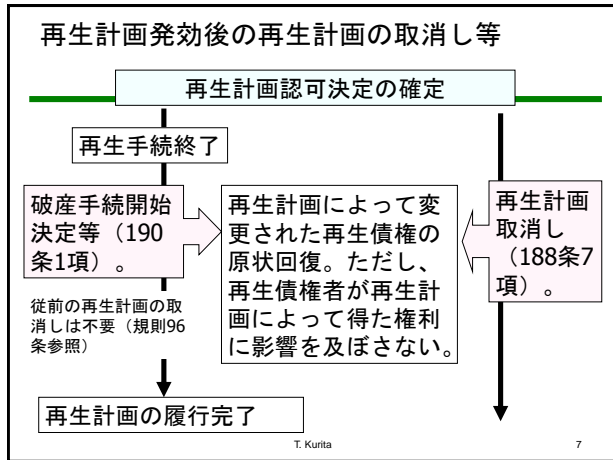 再生計画発効後の再生計画の取消し等
再生計画認可決定の確定
再生手続終了
破産手続開始
決定等（190
条1項）。
従前の再生計画の取
消しは不要（規則96
条参照）
再生計画によって変
更された再生債権の
原状回復。ただし、
再生債権者が再生計
画によって得た権利
に影響を及ぼさない。
再生計画
取消し
（188条7
項）。
再生計画の履行完了
T. Kurita
7